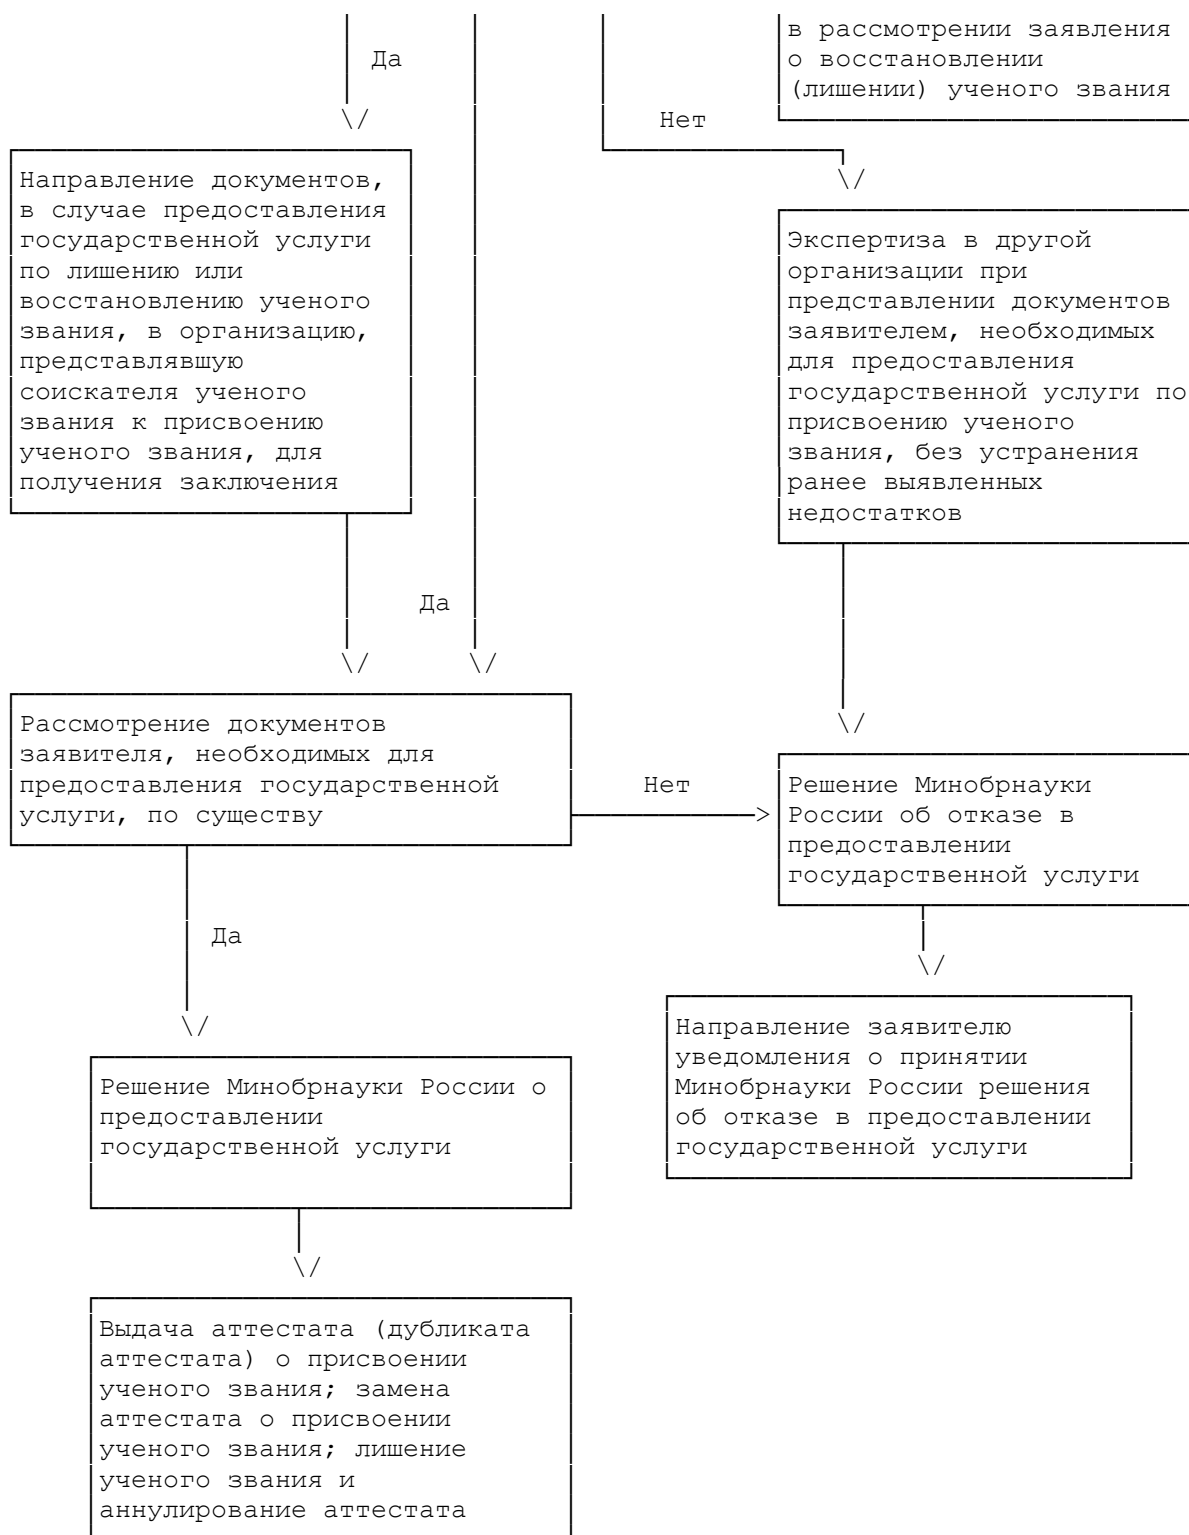 в рассмотрении заявления
о восстановлении
(лишении) ученого звания
Да
Нет
Направление документов,
в случае предоставления
государственной услуги
по лишению или
восстановлению ученого
звания, в организацию,
представлявшую
соискателя ученого
звания к присвоению
ученого звания, для
получения заключения
Экспертиза в другой
организации при
представлении документов
заявителем, необходимых
для предоставления
государственной услуги по
присвоению ученого
звания, без устранения
ранее выявленных
недостатков
Да
Рассмотрение документов
заявителя, необходимых для
предоставления государственной
услуги, по существу
Нет
Решение Минобрнауки
России об отказе в
предоставлении
государственной услуги
Да
Направление заявителю
уведомления о принятии
Минобрнауки России решения
об отказе в предоставлении
государственной услуги
Решение Минобрнауки России о
предоставлении
государственной услуги
Выдача аттестата (дубликата
аттестата) о присвоении
ученого звания; замена
аттестата о присвоении
ученого звания; лишение
ученого звания и
аннулирование аттестата